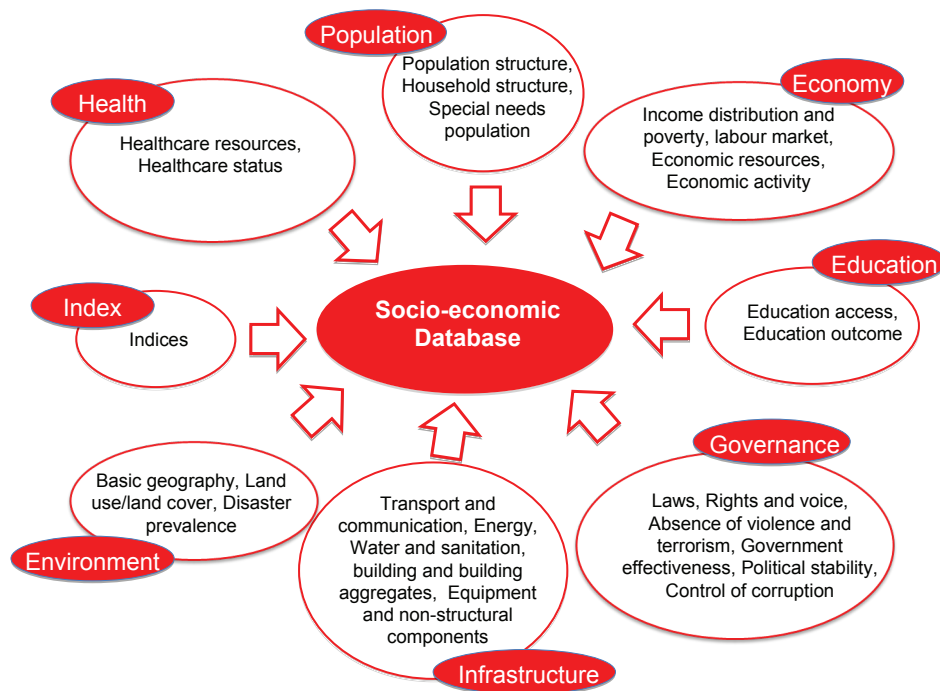 Population
Population structure,
Household structure,
Special needs
population
Health
Healthcare resources,
Healthcare status
Economy
Income distribution and
poverty, labour market,
Economic resources,
Economic activity
Index
Indices
Socio-economic
Database
Education
Education access,
Education outcome
Environment
Basic geography, Land
use/land cover, Disaster
prevalence
Infrastructure
Transport and
communication, Energy,
Water and sanitation,
building and building
aggregates, Equipment
and non-structural
components
Governance
Laws, Rights and voice,
Absence of violence and
terrorism, Government
effectiveness, Political stability,
Control of corruption